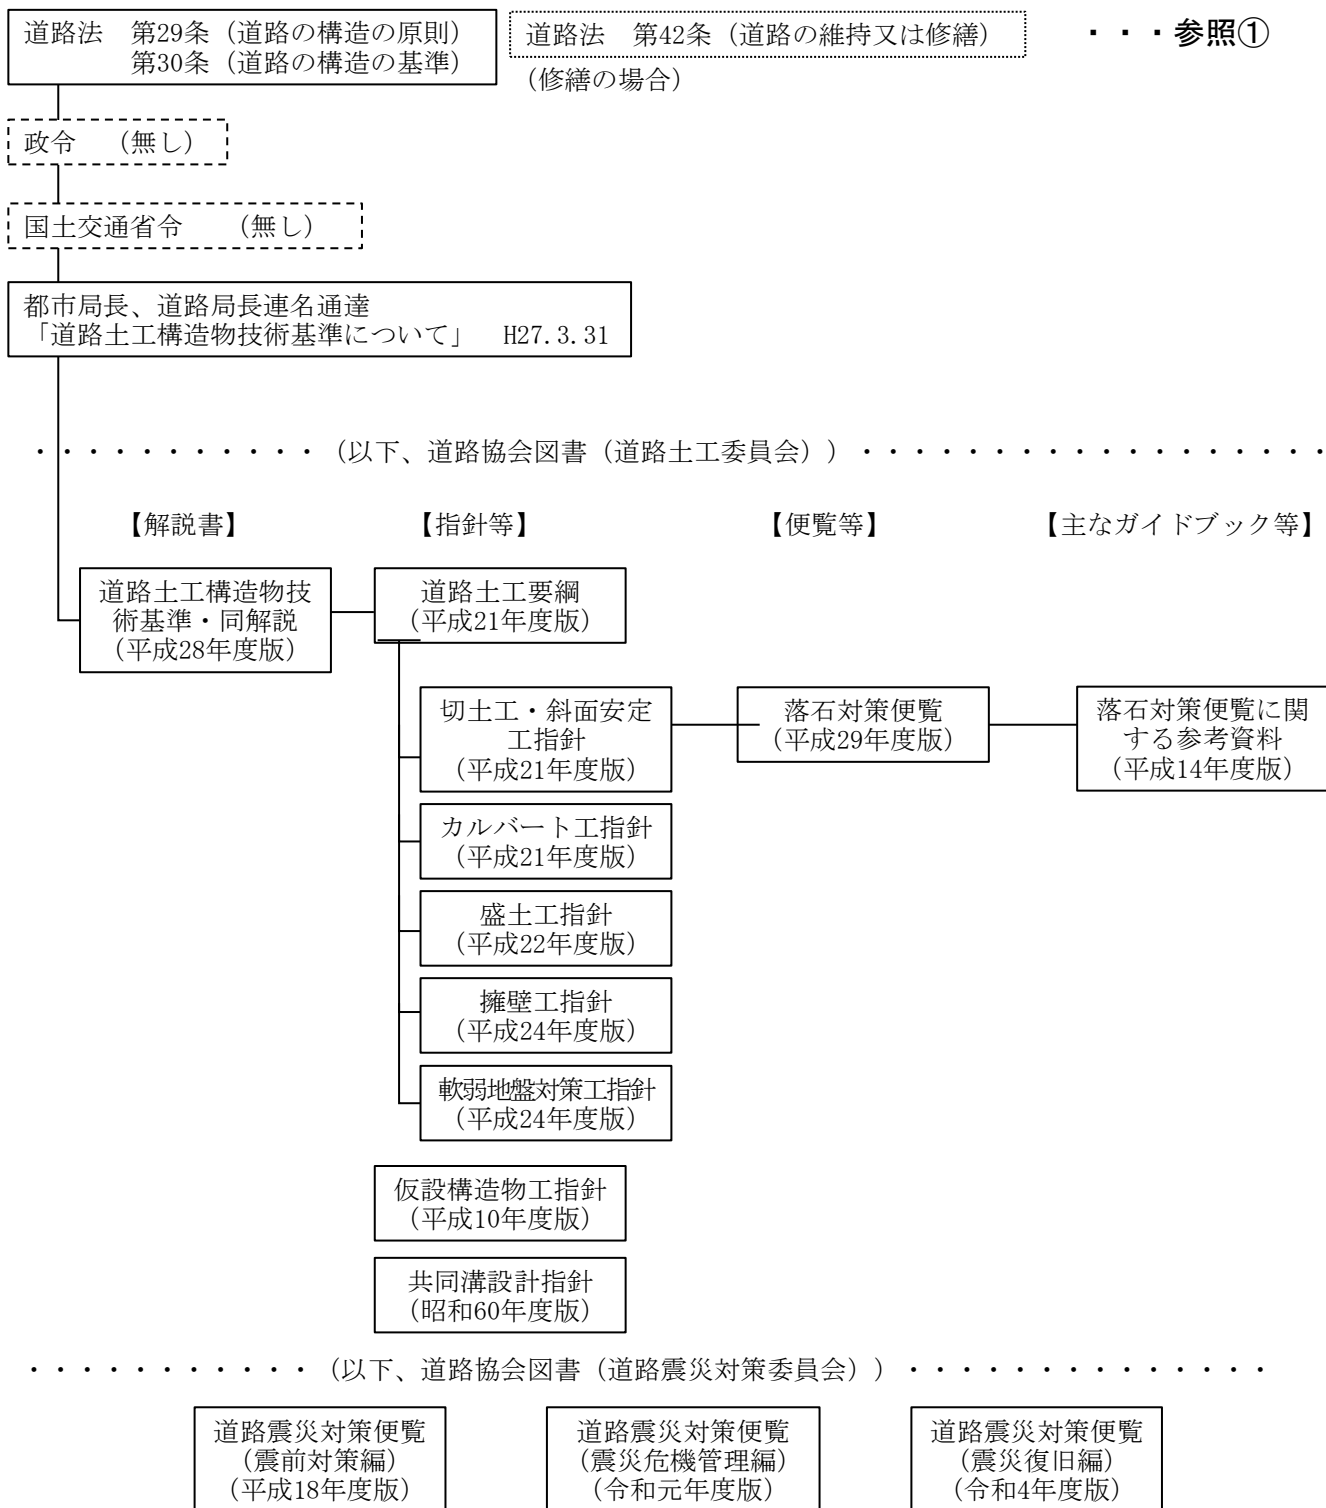 道路法　第29条（道路の構造の原則）
第30条（道路の構造の基準）
道路法　第42条（道路の維持又は修繕）
（修繕の場合）
・・・参照①
政令　（無し）
国土交通省令　（無し）
都市局長、道路局長連名通達
「道路土工構造物技術基準について」　H27.3.31
・・・・・・・・・・・（以下、道路協会図書（道路土工委員会））・・・・・・・・・・・・・・・・・・
【解説書】
【指針等】
【便覧等】
【主なガイドブック等】
道路土工構造物技
術基準・同解説
（平成28年度版）
道路土工要綱
（平成21年度版）
切土工・斜面安定
工指針
（平成21年度版）
落石対策便覧
（平成29年度版）
落石対策便覧に関
する参考資料
（平成14年度版）
カルバート工指針
（平成21年度版）
盛土工指針
（平成22年度版）
擁壁工指針
（平成24年度版）
軟弱地盤対策工指針
（平成24年度版）
仮設構造物工指針
（平成10年度版）
共同溝設計指針
（昭和60年度版）
・・・・・・・・・・・（以下、道路協会図書（道路震災対策委員会））・・・・・・・・・・・・・・
道路震災対策便覧
（震前対策編）
（平成18年度版）
道路震災対策便覧
（震災危機管理編）
（令和元年度版）
道路震災対策便覧
（震災復旧編）
（令和4年度版）